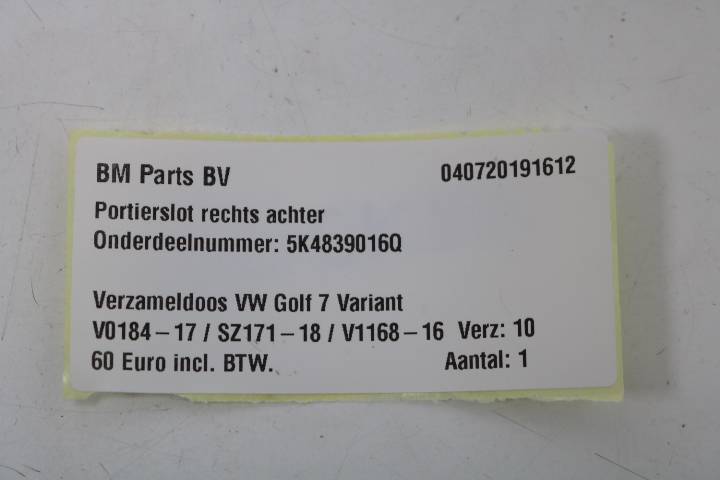 BM Parts BV 040720191612
Portierslot rechts achter
Onderdeelnummer: 5K4839016Q
Verzameldoos VW Golf 7 Variant
V0184-17 / SZ171-18 / V1168-16 Verz: 10
60 Euro incl. BTW. Aantal: 1